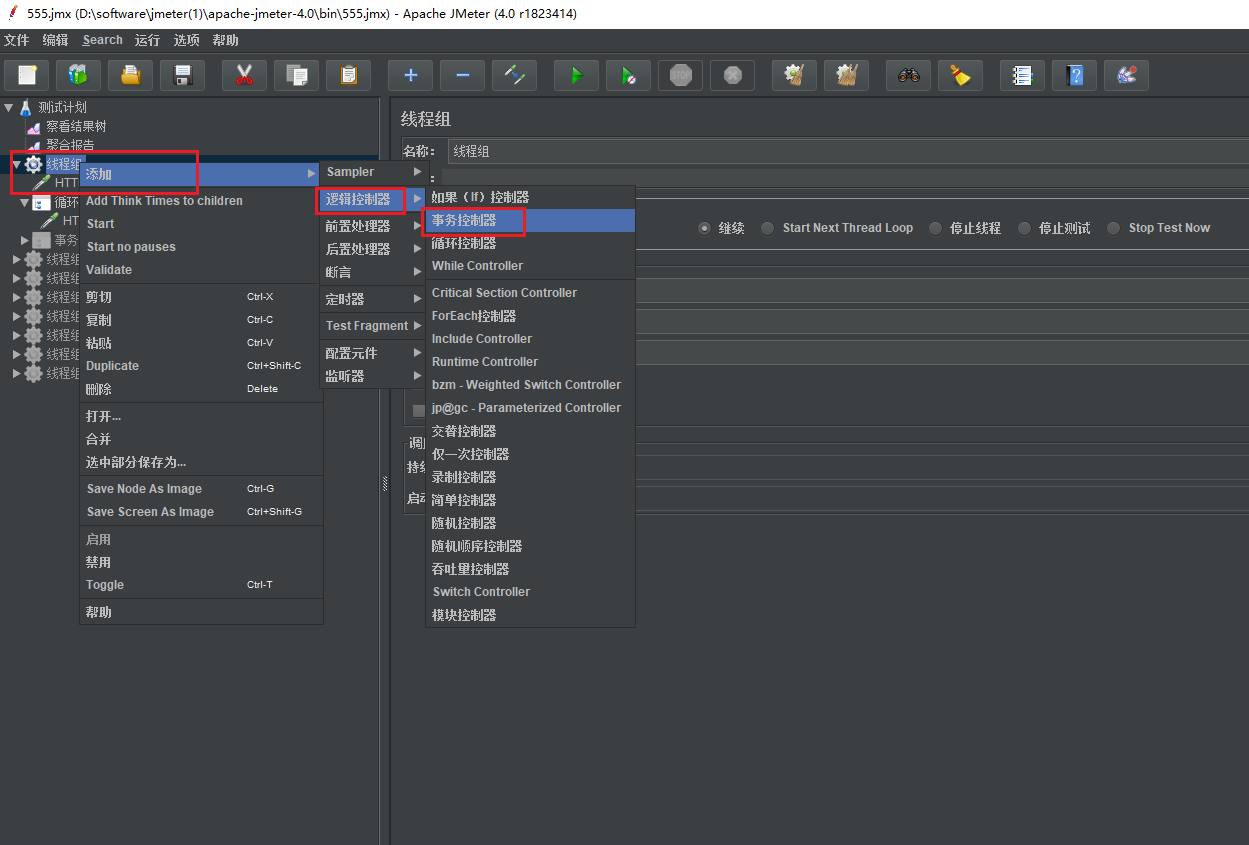 555.jmx (D:\software\jmeter(1)\apache-jmeter-4.0\bin\555.jmx) - Apache JMeter (4.0 r1823414)
文件 编辑 Search 运行 选项 帮助
STOP
测试计划
察看结果树
聚合报告
线程组
HTT
循环
HT
事务
线程组
线程组
线程组
线程组
线程组
线程组
线程组
添加
Add Think Times to children
Start
Start no pauses
Validate
剪切 Ctrl-X
复制 Ctrl-C
粘贴 Ctrl-V
Duplicate Ctrl+Shift-C
删除 Delete
打开...
合并
选中部分保存为...
Save Node As Image Ctrl-G
Save Screen As Image Ctrl+Shift-G
启用
禁用
Toggle Ctrl-T
帮助
Sampler
逻辑控制器
前置处理器
后置处理器
断言
定时器
Test Fragment
配置元件
监听器
如果（If）控制器
事务控制器
循环控制器
While Controller
Critical Section Controller
ForEach控制器
Include Controller
Runtime Controller
bzm - Weighted Switch Controller
jp@gc - Parameterized Controller
交替控制器
仅一次控制器
录制控制器
简单控制器
随机控制器
随机顺序控制器
吞吐量控制器
Switch Controller
模块控制器
线程组
名称： 线程组
继续 Start Next Thread Loop 停止线程 停止测试 Stop Test Now
调
持续
启动